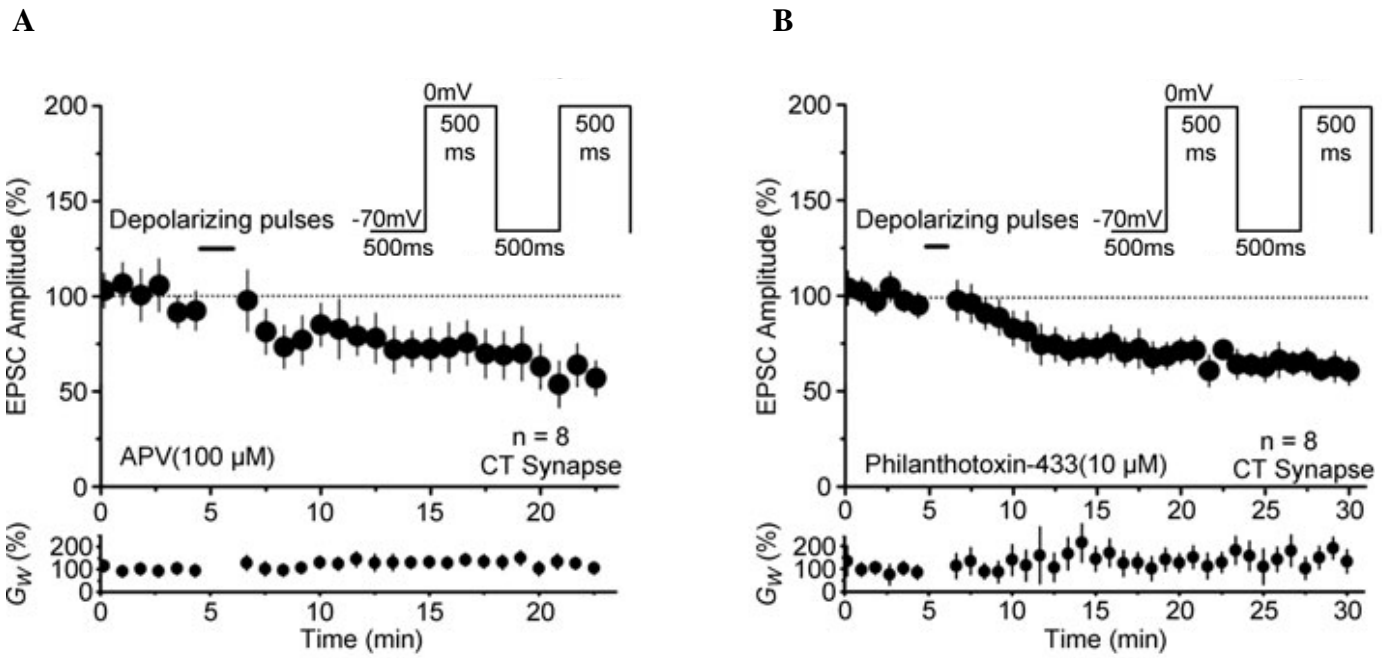 A
B
200
150
100
50
0
EPSC Amplitude (%)
0mV
500
ms
500
ms
Depolarizing pulses
-70mV
500ms
500ms
APV(100 µM)
n = 8
CT Synapse
0 5 10 15 20
200
100
0
GW (%)
0 5 10 15 20
Time (min)
200
150
100
50
0
EPSC Amplitude (%)
0mV
500
ms
500
ms
Depolarizing pulses
-70mV
500ms
500ms
Philanthotoxin-433(10 µM)
n = 8
CT Synapse
0 5 10 15 20 25 30
200
100
0
GW (%)
0 5 10 15 20 25 30
Time (min)